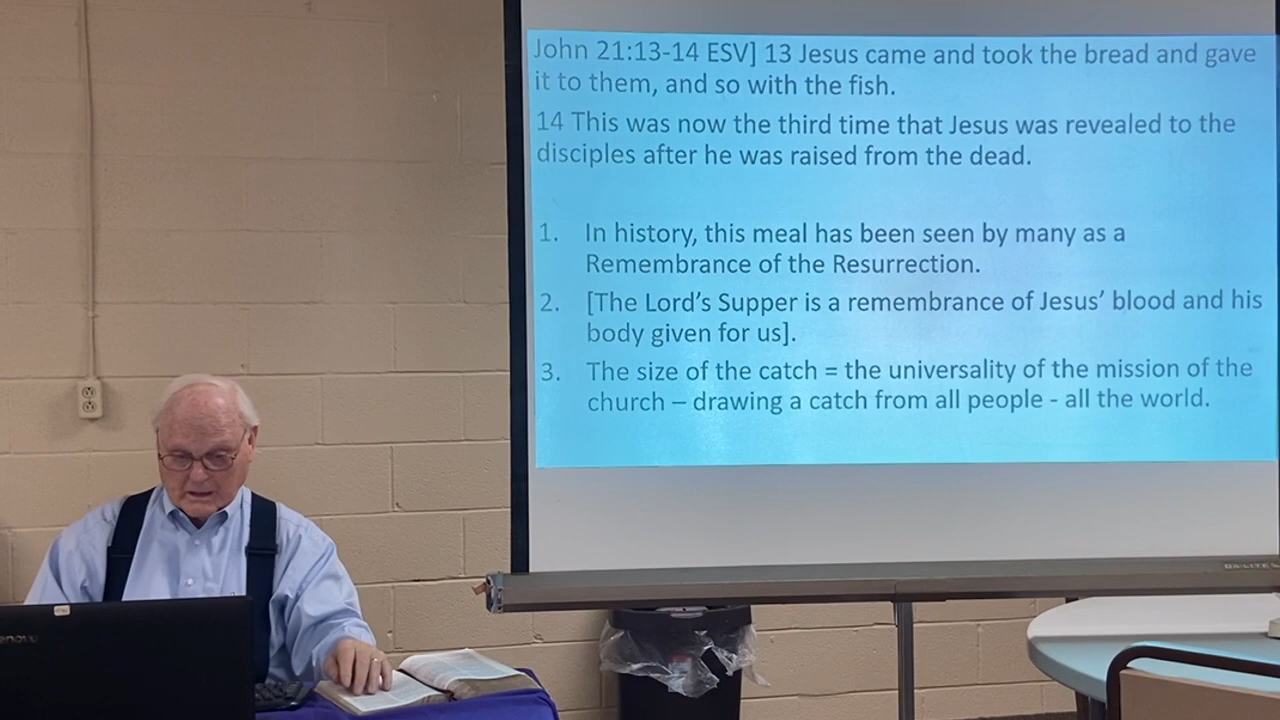 John 21:13-14 ESV] 13 Jesus came and took the bread and gave
it to them, and so with the fish.
14 This was now the third time that Jesus was revealed to the
disciples after he was raised from the dead.
1. In history, this meal has been seen by many as a
Remembrance of the Resurrection.
2. [The Lord's Supper is a remembrance of Jesus' blood and his
body given for us].
3. The size of the catch = the universality of the mission of the
church – drawing a catch from all people - all the world.
DA-LITE
enovo